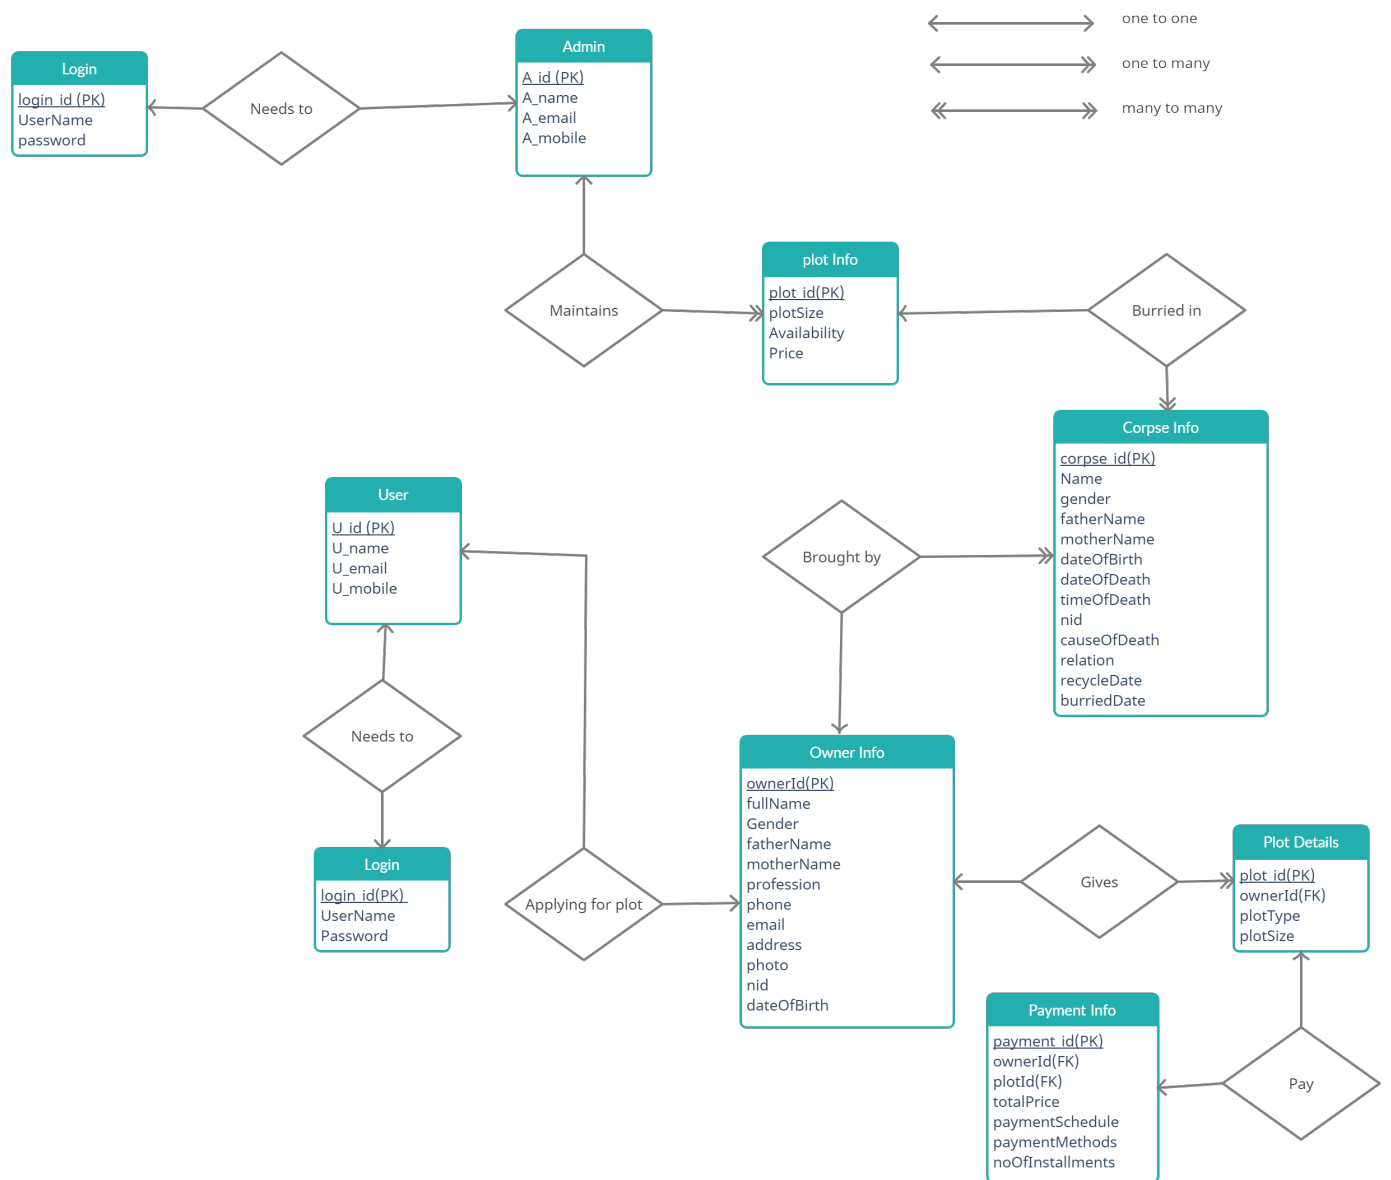 one to one
one to many
many to many
Login
login_id (PK)
UserName
password
Needs to
Admin
A_id (PK)
A_name
A_email
A_mobile
Maintains
plot Info
plot_id(PK)
plotSize
Availability
Price
Burried in
Corpse Info
corpse_id(PK)
Name
gender
fatherName
motherName
dateOfBirth
dateOfDeath
timeOfDeath
nid
causeOfDeath
relation
recycleDate
burriedDate
User
U_id (PK)
U_name
U_email
U_mobile
Brought by
Needs to
Login
login_id(PK)
UserName
Password
Applying for plot
Owner Info
ownerId(PK)
fullName
Gender
fatherName
motherName
profession
phone
email
address
photo
nid
dateOfBirth
Gives
Plot Details
plot_id(PK)
ownerId(FK)
plotType
plotSize
Payment Info
payment_id(PK)
ownerId(FK)
plotId(FK)
totalPrice
paymentSchedule
paymentMethods
noOfInstallments
Pay